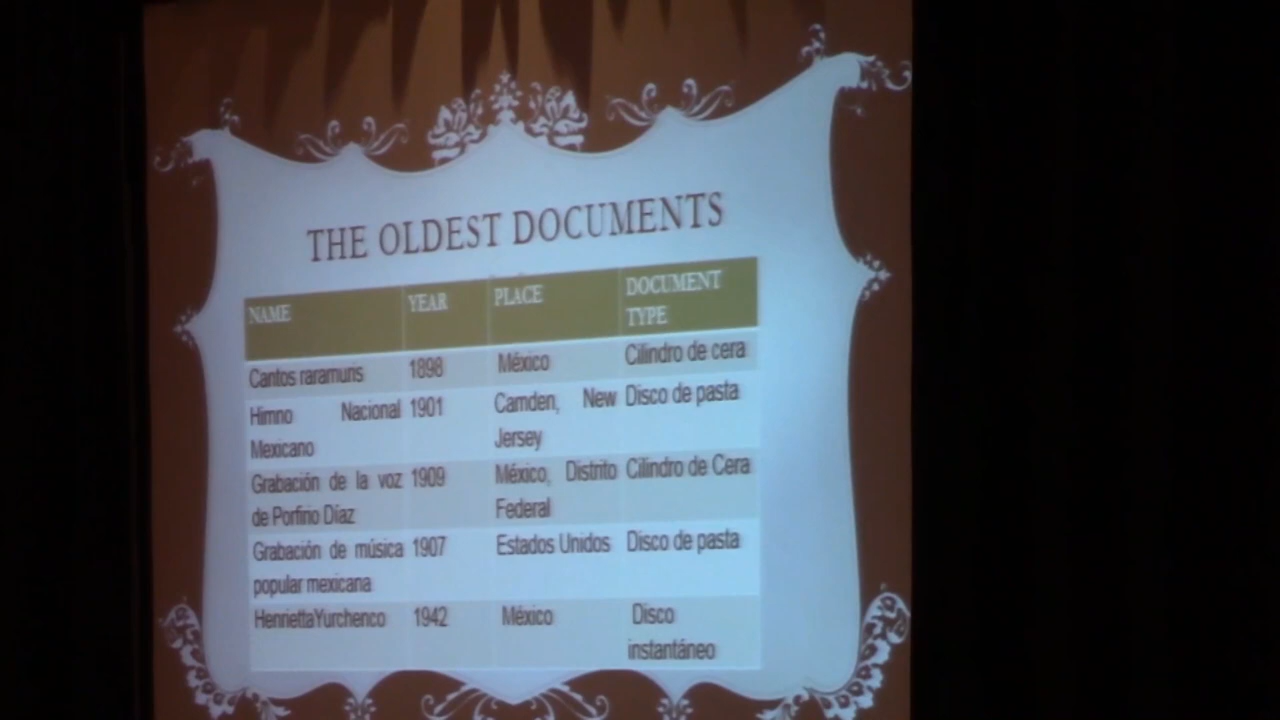 THE OLDEST DOCUMENTS
NAME YEAR PLACE DOCUMENT TYPE
Cantos raramuris 1898 México Cilindro de cera
Himno Nacional Mexicano 1901 Camden, New Jersey Disco de pasta
Grabación de la voz de Porfirio Díaz 1909 México, Distrito Federal Cilindro de Cera
Grabación de música popular mexicana 1907 Estados Unidos Disco de pasta
HenriettaYurchenco 1942 México Disco instantáneo